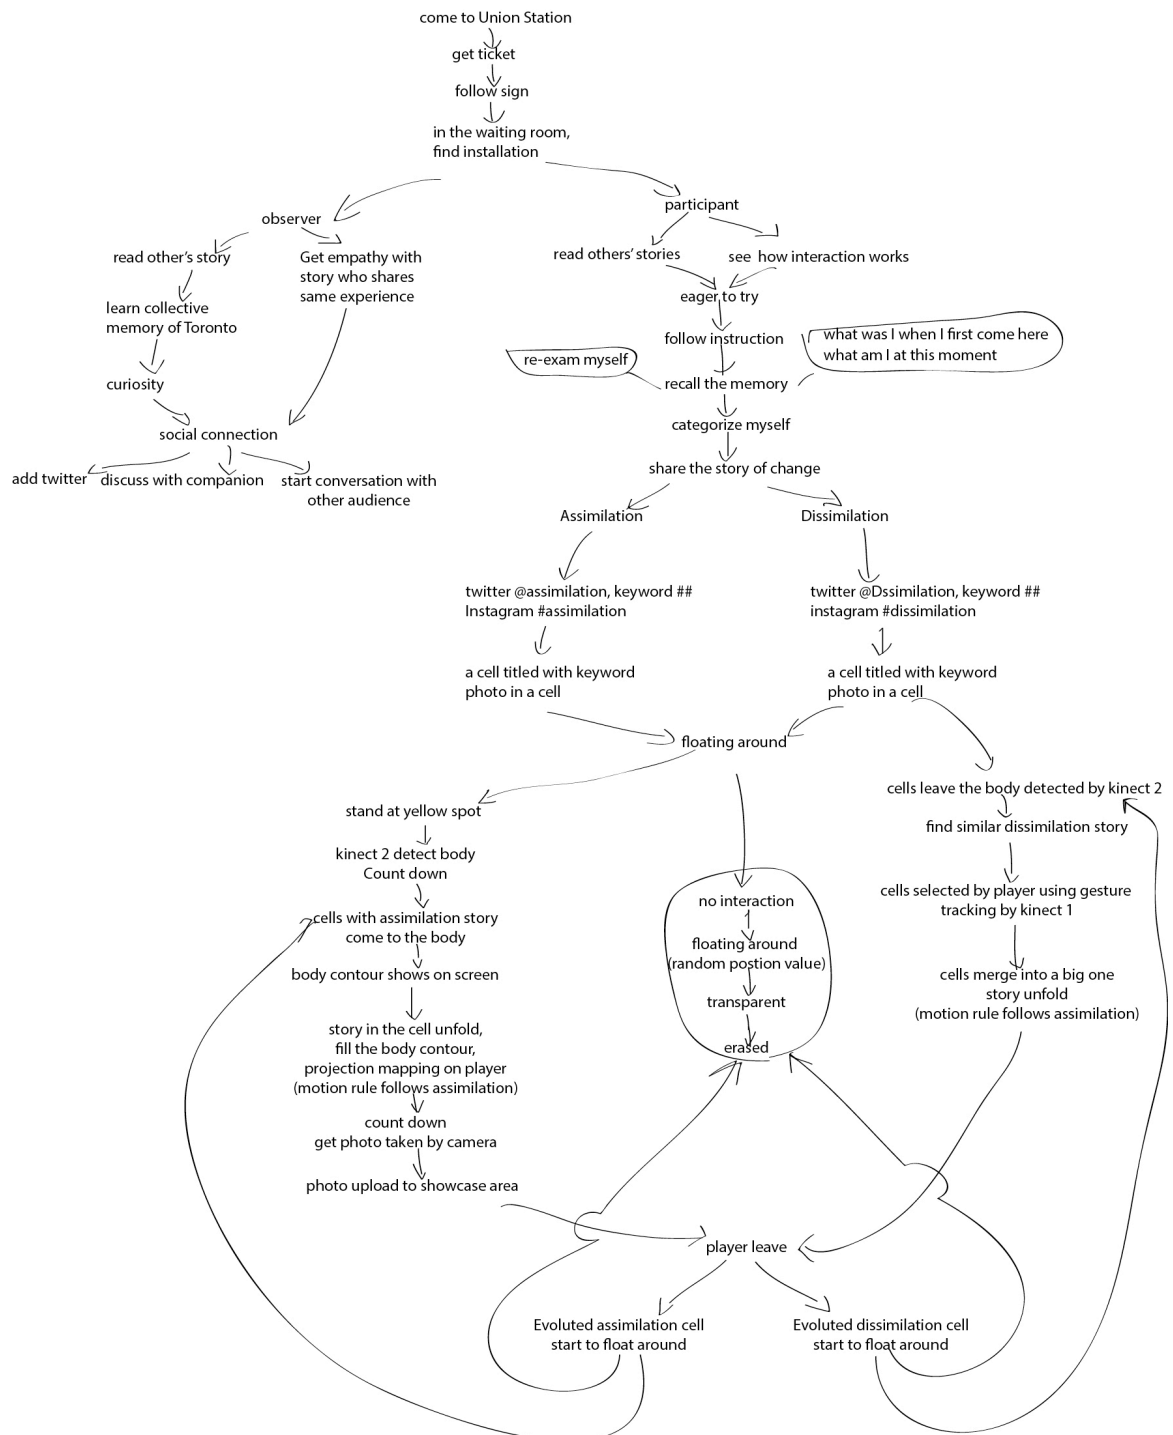 come to Union Station
get ticket
follow sign
in the waiting room,
find installation
observer
read other's story
learn collective
memory of Toronto
curiosity
Get empathy with
story who shares
same experience
social connection
add twitter
discuss with companion
start conversation with
other audience
participant
read others' stories
see how interaction works
eager to try
follow instruction
re-exam myself
what was I when I first come here
what am I at this moment
recall the memory
categorize myself
share the story of change
Assimilation
Dissimilation
twitter @assimilation, keyword ##
Instagram #assimilation
twitter @Dssimilation, keyword ##
instagram #dissimilation
a cell titled with keyword
photo in a cell
a cell titled with keyword
photo in a cell
floating around
stand at yellow spot
kinect 2 detect body
Count down
cells with assimilation story
come to the body
body contour shows on screen
story in the cell unfold,
fill the body contour,
projection mapping on player
(motion rule follows assimilation)
count down
get photo taken by camera
photo upload to showcase area
no interaction
floating around
(random postion value)
transparent
erased
cells leave the body detected by kinect 2
find similar dissimilation story
cells selected by player using gesture
tracking by kinect 1
cells merge into a big one
story unfold
(motion rule follows assimilation)
player leave
Evoluted assimilation cell
start to float around
Evoluted dissimilation cell
start to float around